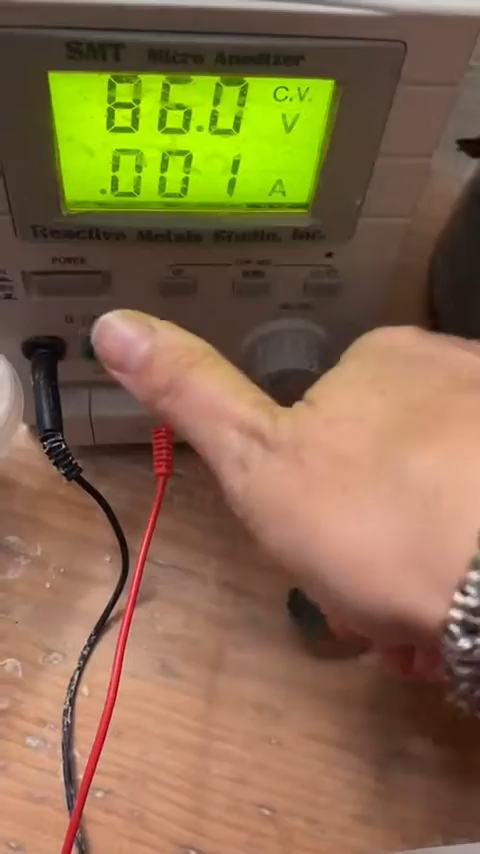 SMT Micro Anodizer
86.0 C.V. V
.001 A
Reactive Metals Studio, Inc.
POWER